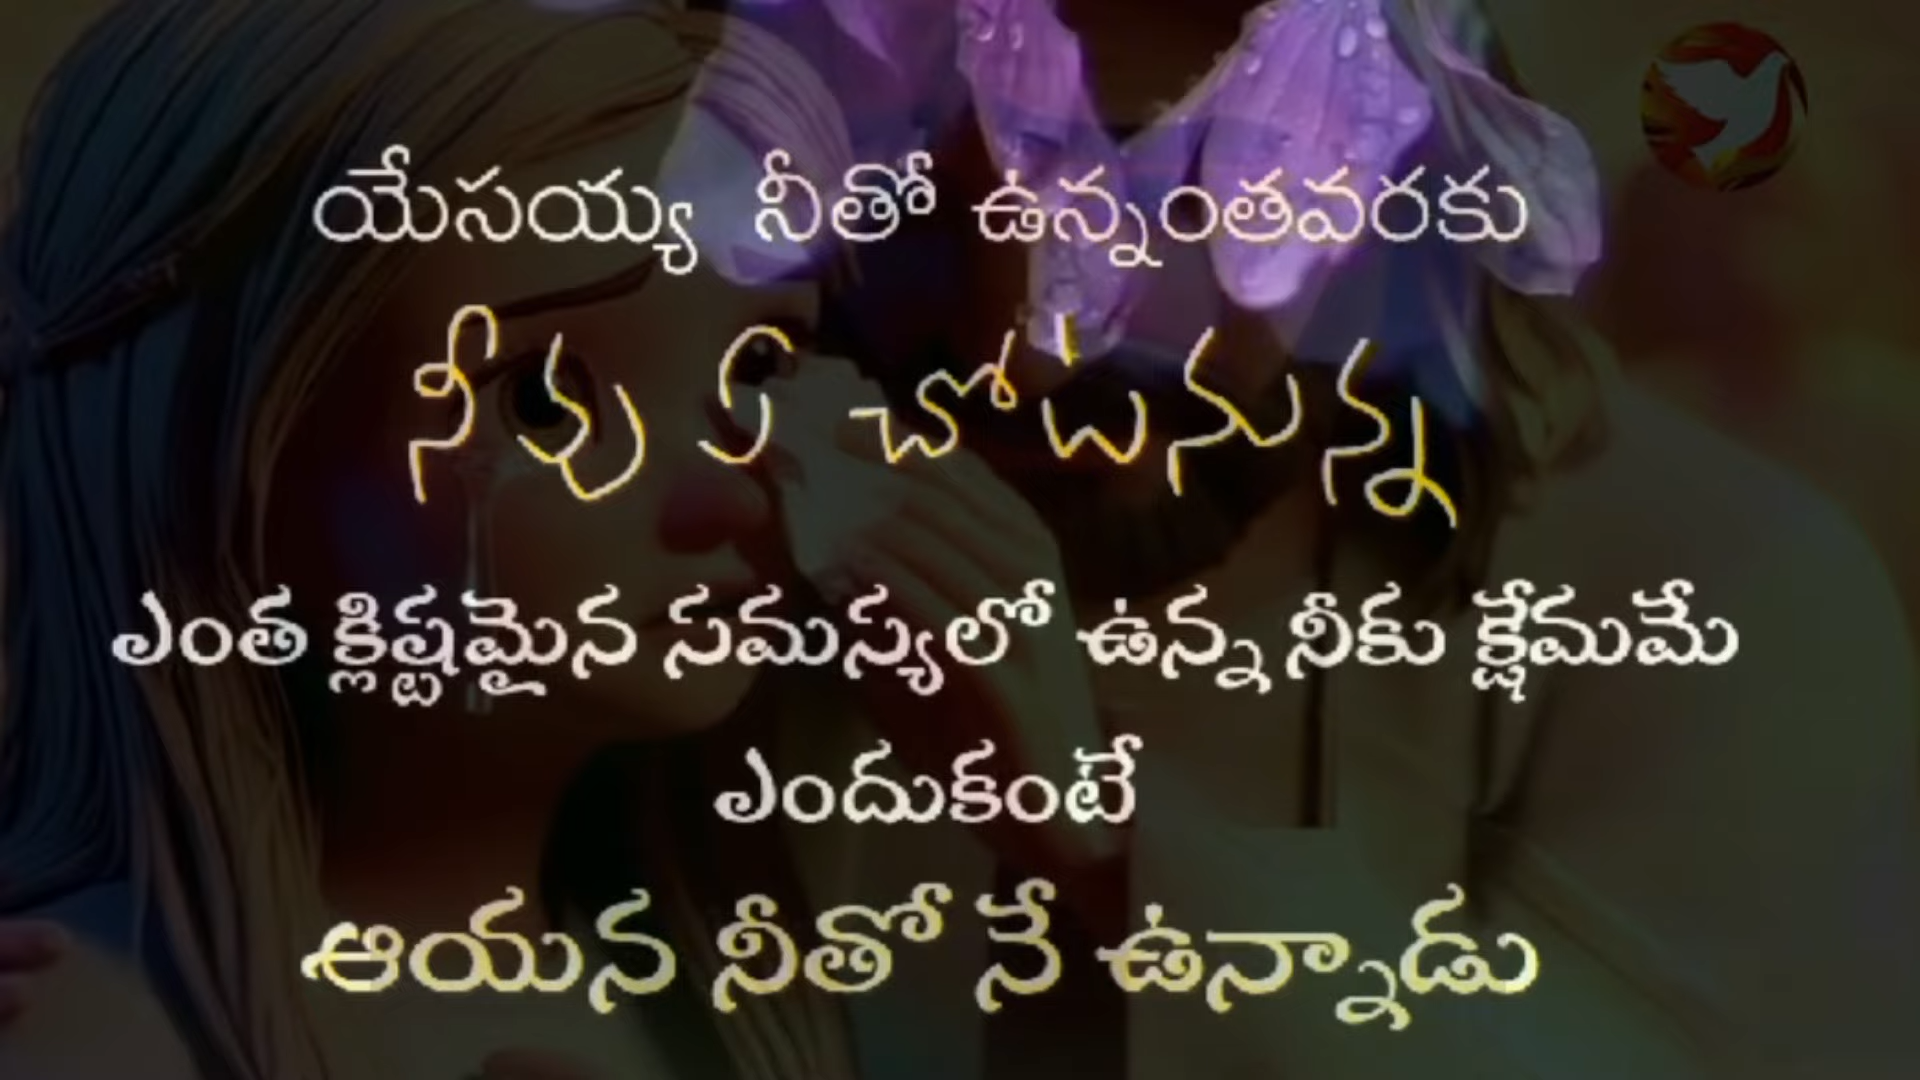 యేసయ్య నీతో ఉన్నంతవరకు
నీవు ఏ చోటనున్న
ఎంత క్లిష్టమైన సమస్యలో ఉన్న నీకు క్షేమమే
ఎందుకంటే
ఆయన నీతో నే ఉన్నాడు